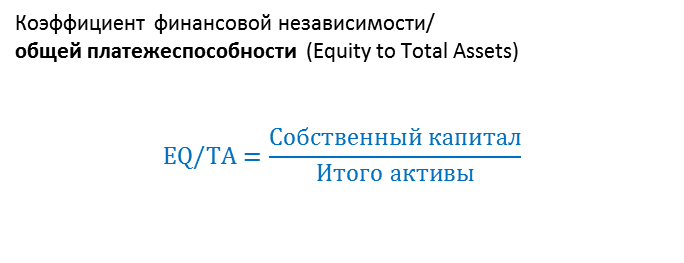 Коэффициент финансовой независимости/
общей платежеспособности (Equity to Total Assets)
EQ/TA = Собственный капитал
Итого активы